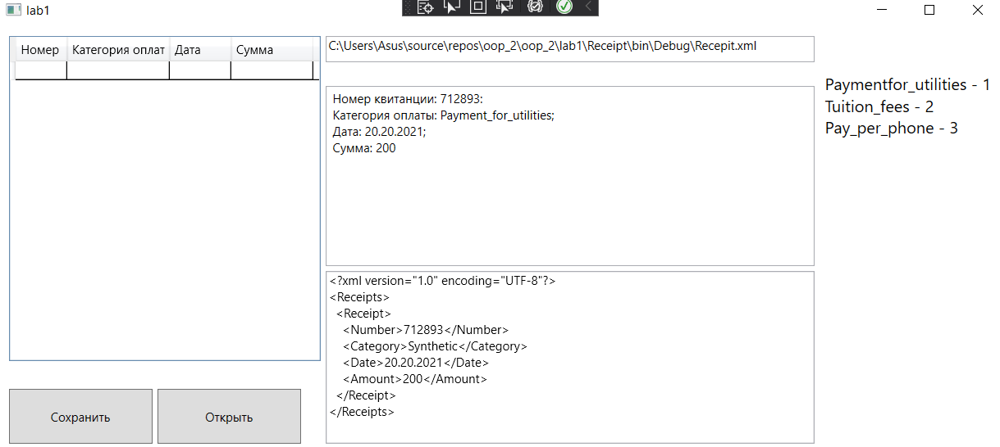 lab1
Номер Категория оплат Дата Сумма
C:\Users\Asus\source\repos\oop_2\oop_2\lab1\Receipt\bin\Debug\Recepit.xml
Номер квитанции: 712893:
Категория оплаты: Payment_for_utilities;
Дата: 20.20.2021;
Сумма: 200
Paymentfor_utilities - 1
Tuition_fees - 2
Pay_per_phone - 3
<?xml version="1.0" encoding="UTF-8"?>
<Receipts>
<Receipt>
<Number>712893</Number>
<Category>Synthetic</Category>
<Date>20.20.2021</Date>
<Amount>200</Amount>
</Receipt>
</Receipts>
Сохранить
Открыть